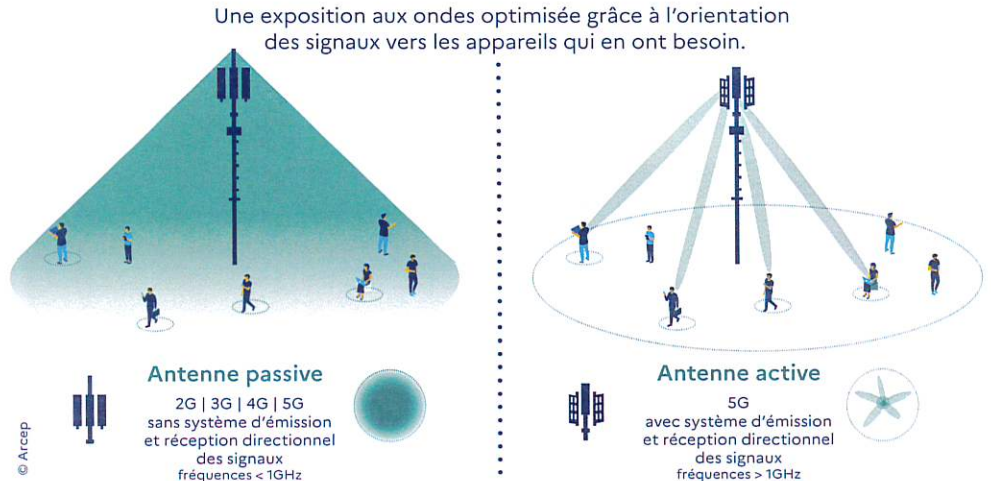 Une exposition aux ondes optimisée grâce à l'orientation
des signaux vers les appareils qui en ont besoin.
Antenne passive
2G | 3G | 4G | 5G
sans système d'émission
et réception directionnel
des signaux
fréquences < 1GHz
Antenne active
5G
avec système d'émission
et réception directionnel
des signaux
fréquences > 1GHz
© Arcep